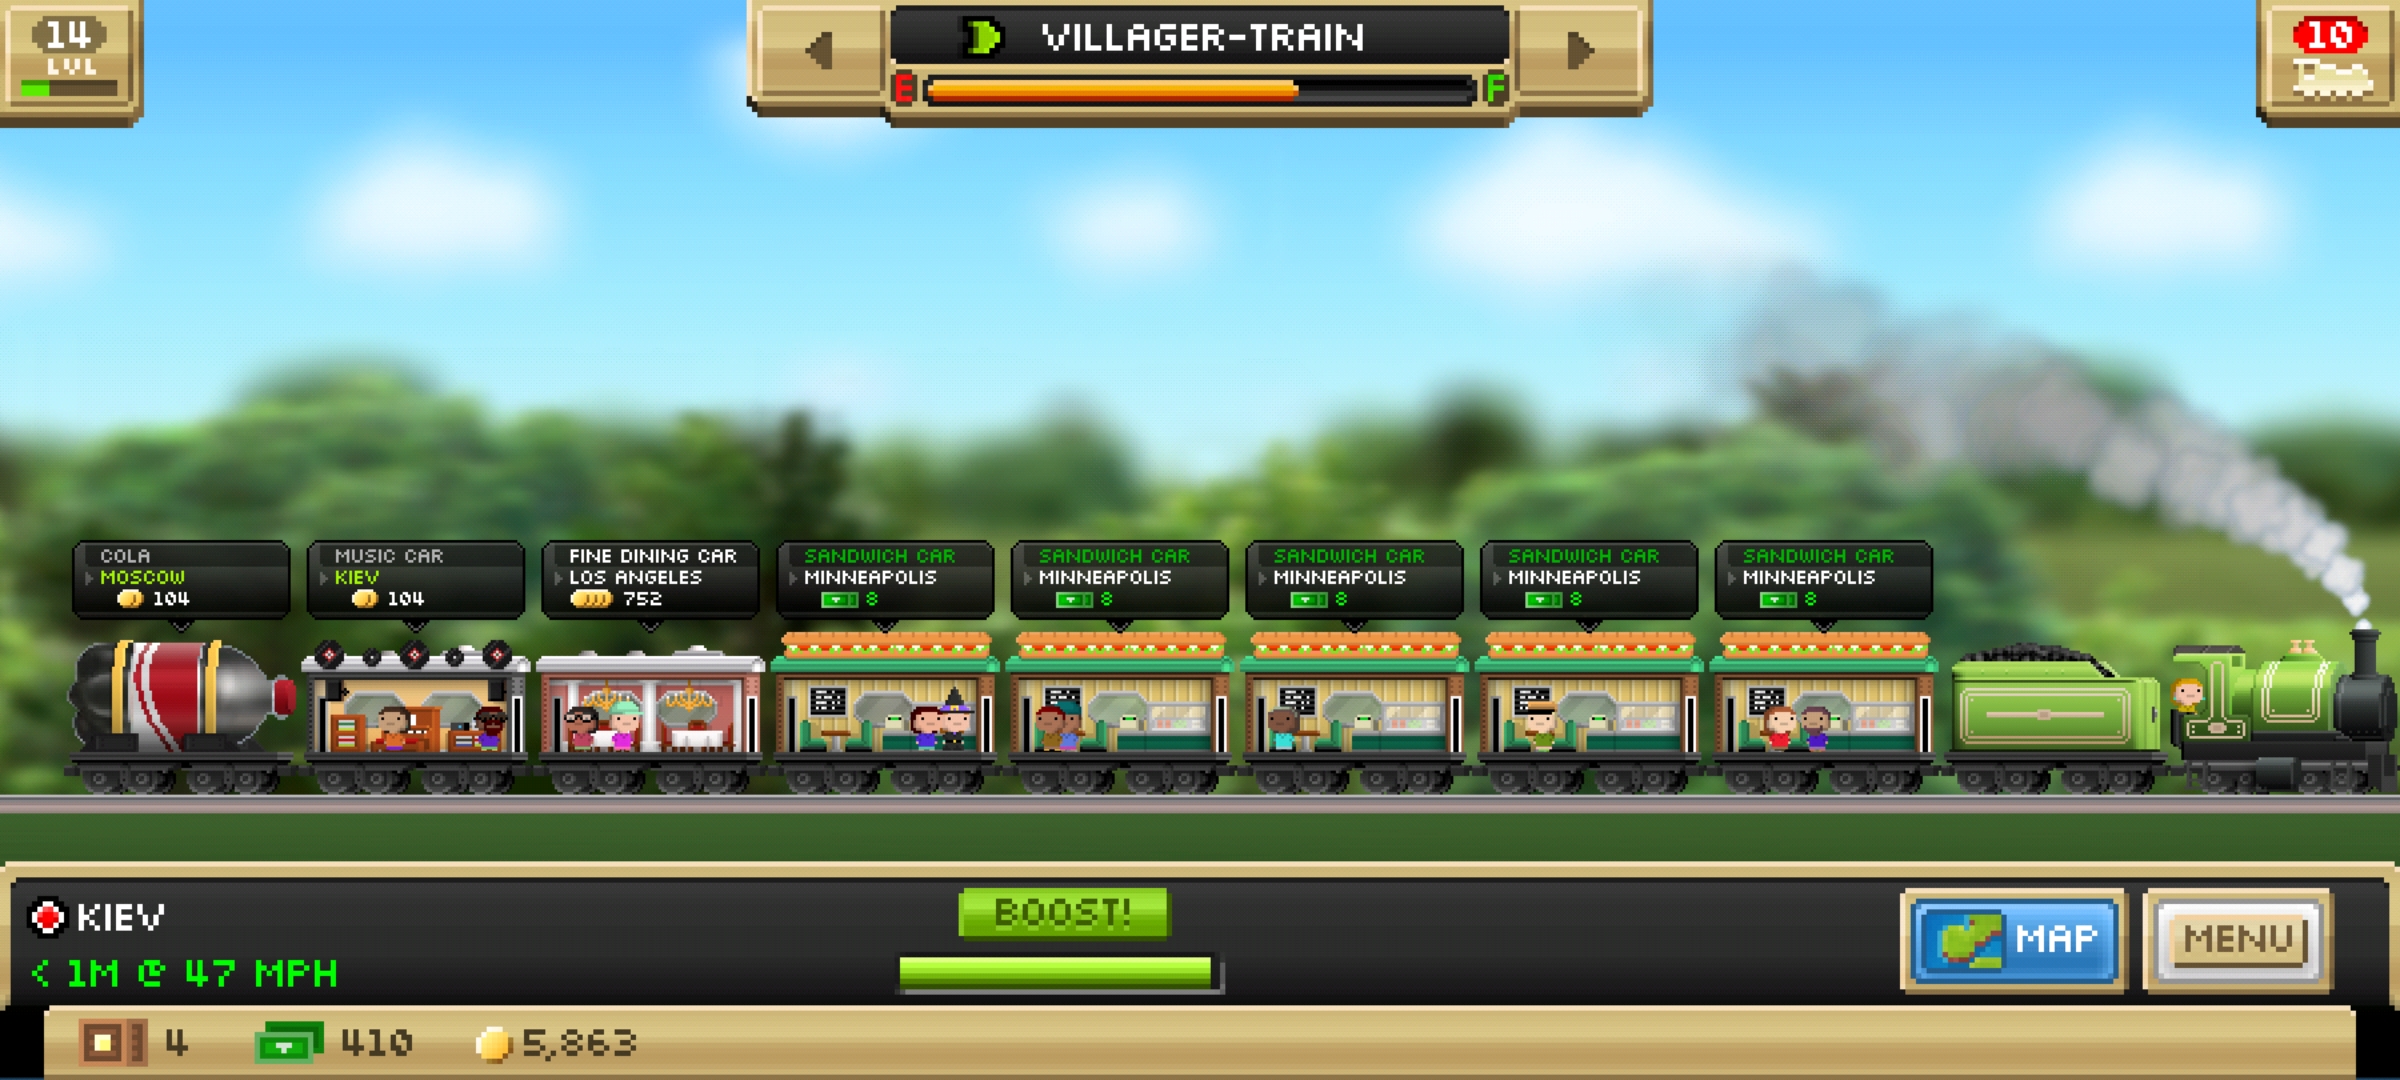 14
LVL
VILLAGER-TRAIN
E
F
10
COLA
MOSCOW
104
MUSIC CAR
KIEV
104
FINE DINING CAR
LOS ANGELES
752
SANDWICH CAR
MINNEAPOLIS
8
SANDWICH CAR
MINNEAPOLIS
8
SANDWICH CAR
MINNEAPOLIS
8
SANDWICH CAR
MINNEAPOLIS
8
SANDWICH CAR
MINNEAPOLIS
8
KIEV
< 1M @ 47 MPH
BOOST!
MAP
MENU
4
410
5,863